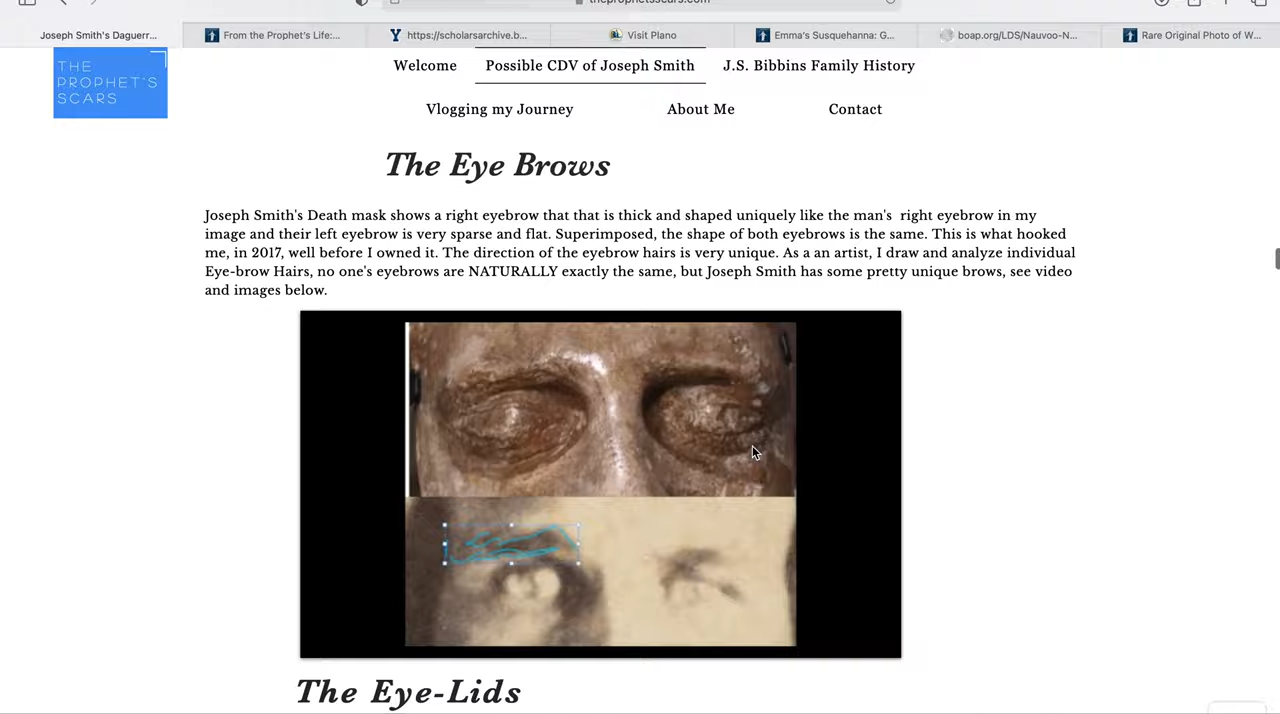 theprophetsscars.com
Joseph Smith's Daguerr...
From the Prophet's Life:...
https://scholarsarchive.b...
Visit Plano
Emma's Susquehanna: G...
boap.org/LDS/Nauvoo-N...
Rare Original Photo of W...
THE
PROPHET'S
SCARS
Welcome
Possible CDV of Joseph Smith
J.S. Bibbins Family History
Vlogging my Journey
About Me
Contact
The Eye Brows
Joseph Smith's Death mask shows a right eyebrow that that is thick and shaped uniquely like the man's right eyebrow in my
image and their left eyebrow is very sparse and flat. Superimposed, the shape of both eyebrows is the same. This is what hooked
me, in 2017, well before I owned it. The direction of the eyebrow hairs is very unique. As a an artist, I draw and analyze individual
Eye-brow Hairs, no one's eyebrows are NATURALLY exactly the same, but Joseph Smith has some pretty unique brows, see video
and images below.
The Eye-Lids